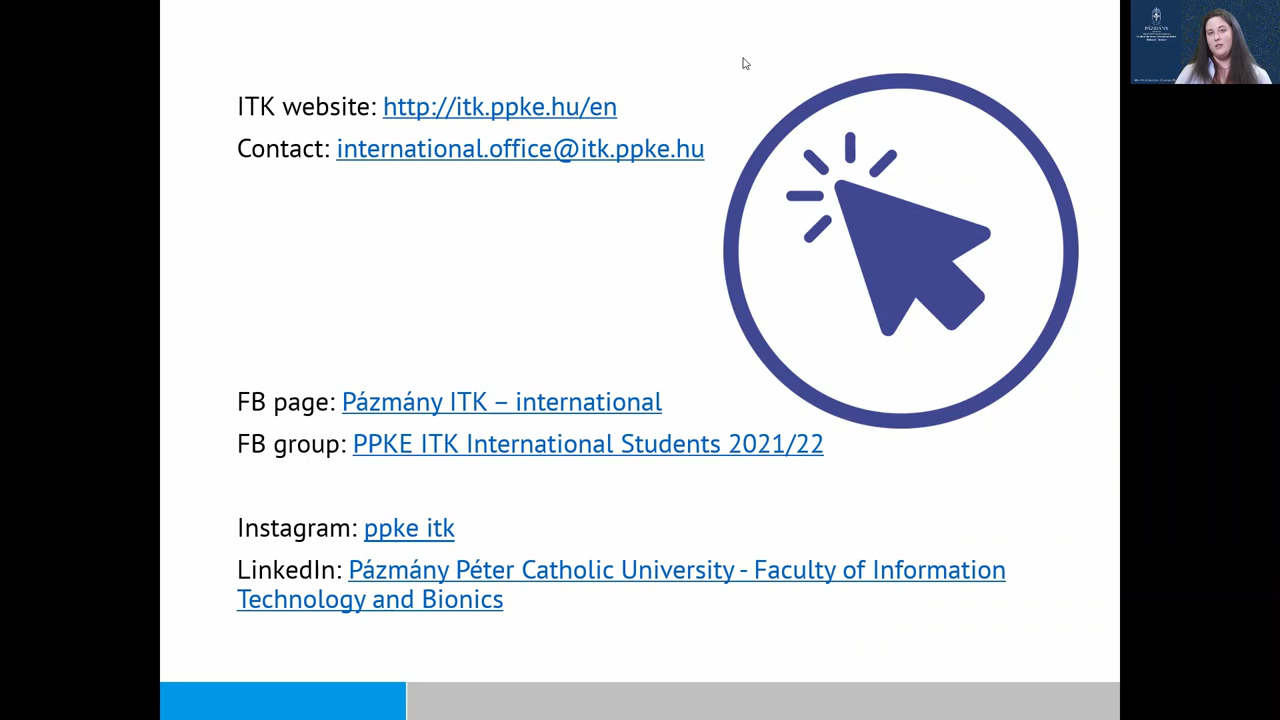 ITK website: http://itk.ppke.hu/en
Contact: international.office@itk.ppke.hu
FB page: Pázmány ITK – international
FB group: PPKE ITK International Students 2021/22
Instagram: ppke itk
LinkedIn: Pázmány Péter Catholic University - Faculty of Information
Technology and Bionics
PÁZMÁNY